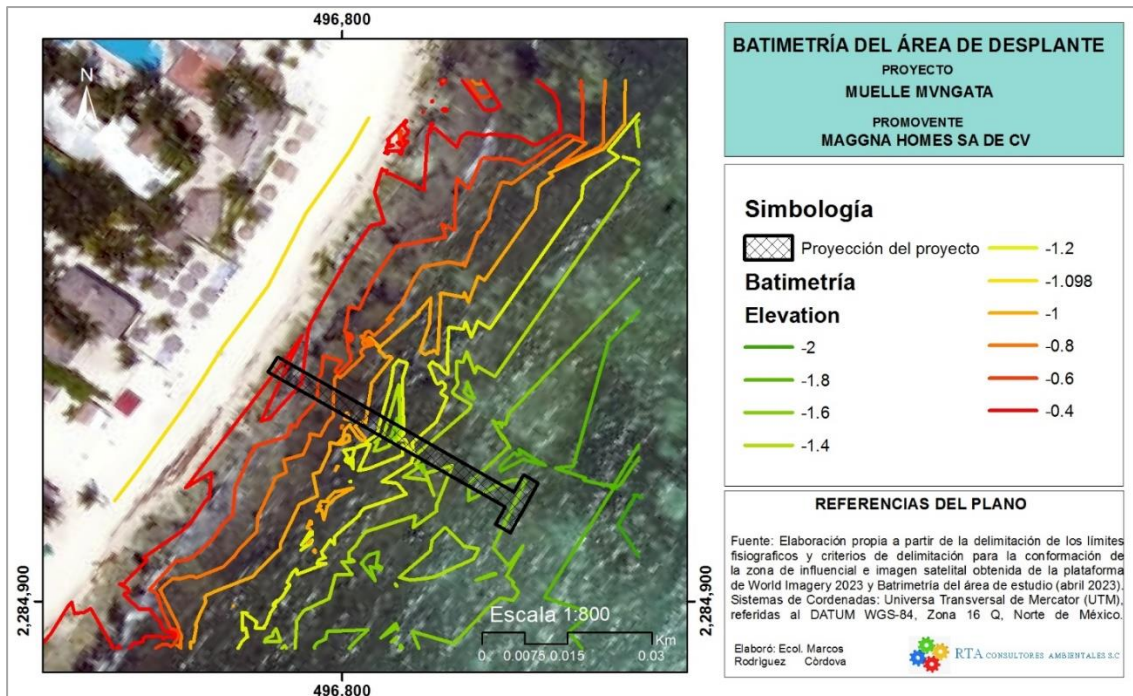 496,800
N
2,284,900
2,284,900
Escala 1:800
Km
0 0.0075 0.015 0.03
496,800
BATIMETRÍA DEL ÁREA DE DESPLANTE
PROYECTO
MUELLE MVNGATA
PROMOVENTE
MAGGNA HOMES SA DE CV
Simbología
Proyección del proyecto
Batimetría
Elevation
-2
-1.8
-1.6
-1.4
-1.2
-1.098
-1
-0.8
-0.6
-0.4
REFERENCIAS DEL PLANO
Fuente: Elaboración propia a partir de la delimitación de los límites
fisiograficos y criterios de delimitación para la conformación de
la zona de influencial e imagen satelital obtenida de la plataforma
de World Imagery 2023 y Batrimetría del área de estudio (abril 2023).
Sistemas de Cordenadas: Universa Transversal de Mercator (UTM),
referidas al DATUM WGS-84, Zona 16 Q, Norte de México.
Elaboró: Ecol. Marcos
Rodríguez Córdova
RTA CONSULTORES AMBIENTALES S.C